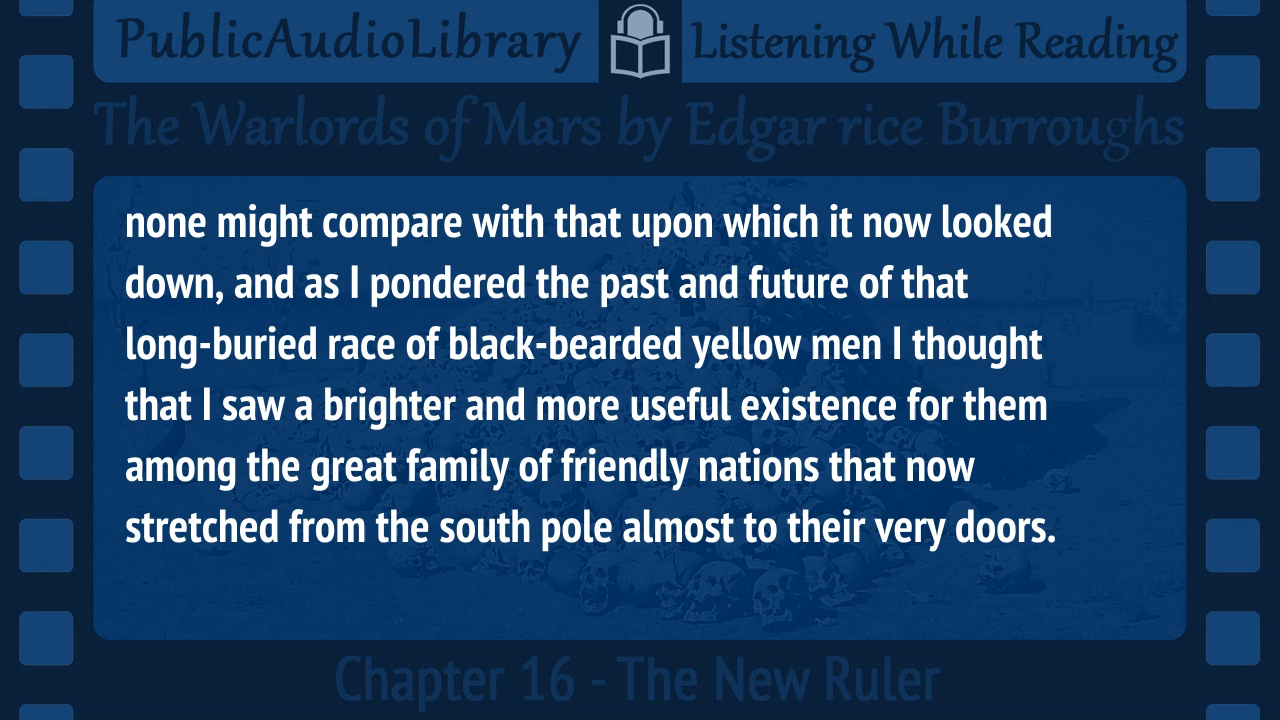 PublicAudioLibrary Listening While Reading
The Warlords of Mars by Edgar rice Burroughs
none might compare with that upon which it now looked
down, and as I pondered the past and future of that
long-buried race of black-bearded yellow men I thought
that I saw a brighter and more useful existence for them
among the great family of friendly nations that now
stretched from the south pole almost to their very doors.
Chapter 16 - The New Ruler